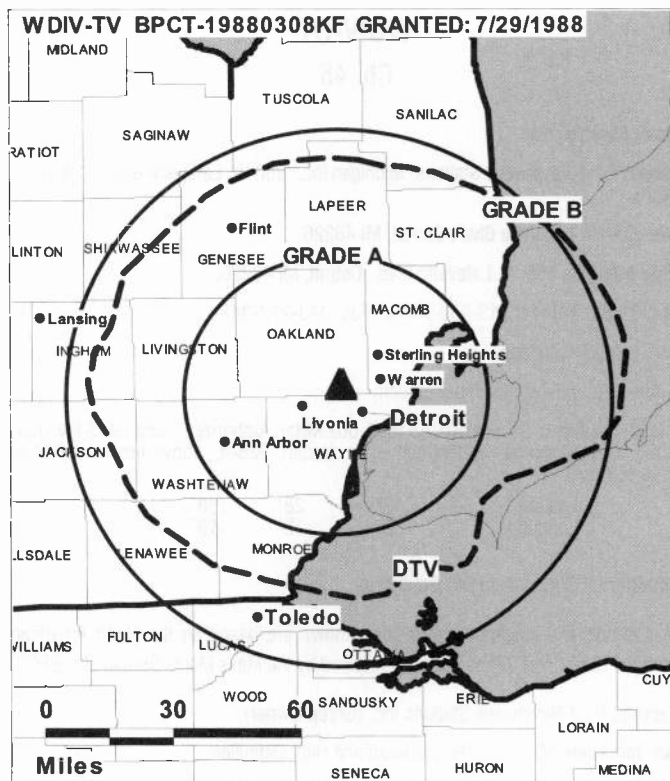 WDIV-TV BPCT-19880308KF GRANTED: 7/29/1988
MIDLAND
TUSCOLA
SANILAC
SAGINAW
RATIOT
LAPEER
GRADE B
Flint
ST. CLAIR
CLINTON
SHIAWASSEE
GENESEE
GRADE A
MACOMB
Lansing
OAKLAND
INGHAM
LIVINGSTON
Sterling Heights
Warren
Livonia
Detroit
Ann Arbor
WAYNE
JACKSON
WASHTENAW
LLSDALE
LENAWEE
MONROE
DTV
Toledo
WILLIAMS
FULTON
LUCAS
OTTAWA
CUY
WOOD
SANDUSKY
ERIE
0 30 60
LORAIN
Miles
SENECA
HURON
MEDINA